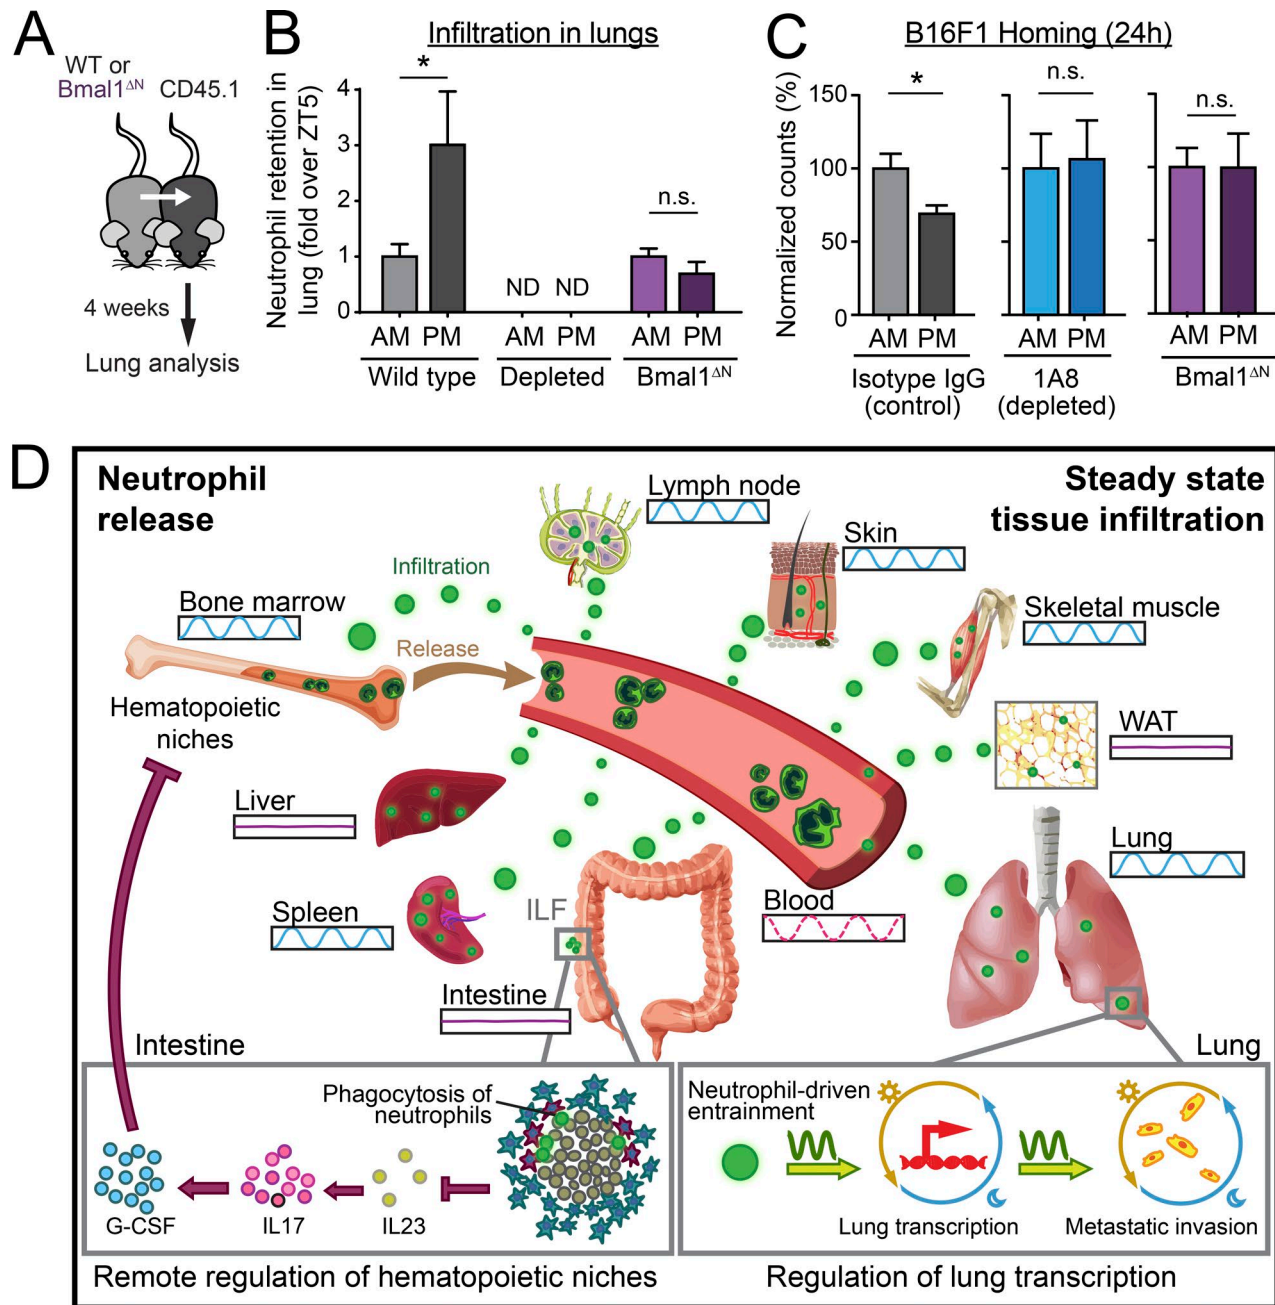 A
WT or
Bmal1ΔN CD45.1
4 weeks
Lung analysis
B
Infiltration in lungs
Neutrophil retention in
lung (fold over ZT5)
4
3
2
1
0
*
n.s.
ND ND
AM PM AM PM AM PM
Wild type Depleted Bmal1ΔN
C
B16F1 Homing (24h)
Normalized counts (%)
150
100
50
0
*
n.s.
n.s.
AM PM AM PM AM PM
Isotype IgG
(control)
1A8
(depleted)
Bmal1ΔN
D
Neutrophil
release
Steady state
tissue infiltration
Lymph node
Skin
Infiltration
Bone marrow
Skeletal muscle
Release
Hematopoietic
niches
WAT
Liver
Lung
Spleen
ILF
Blood
Intestine
Intestine
Lung
Phagocytosis of
neutrophils
G-CSF
IL17
IL23
Neutrophil-driven
entrainment
Lung transcription
Metastatic invasion
Remote regulation of hematopoietic niches
Regulation of lung transcription